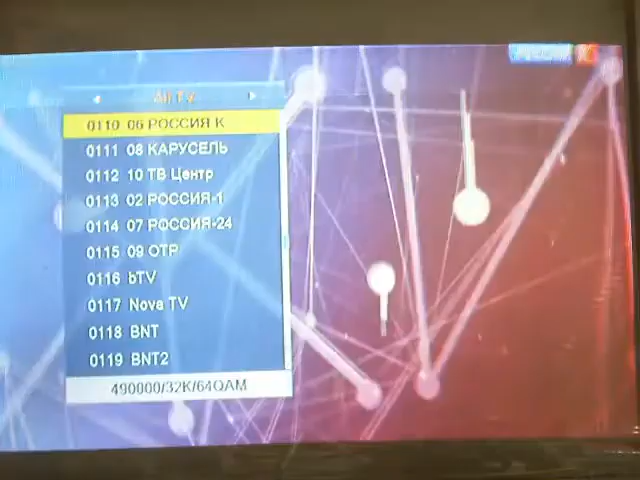 РОССИЯ К
All TV
0110 06 РОССИЯ К
0111 08 КАРУСЕЛЬ
0112 10 ТВ Центр
0113 02 РОССИЯ-1
0114 07 РОССИЯ-24
0115 09 ОТР
0116 bTV
0117 Nova TV
0118 BNT
0119 BNT2
490000/32K/64QAM